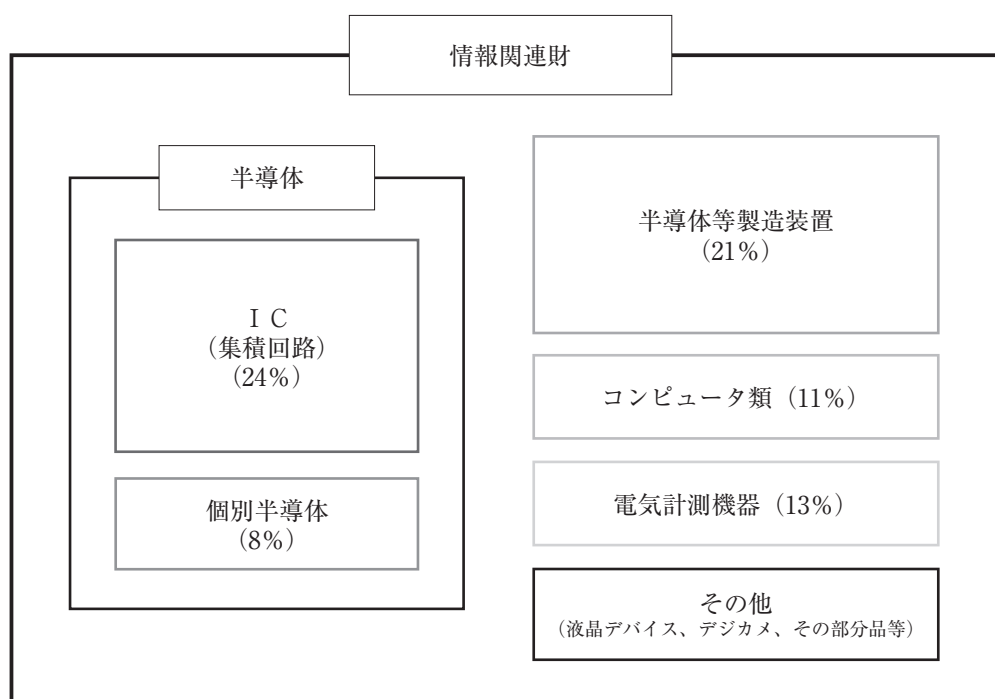 情報関連財
半導体
ＩＣ
(集積回路)
(24%)
個別半導体
(8%)
半導体等製造装置
(21%)
コンピュータ類 (11%)
電気計測機器 (13%)
その他
(液晶デバイス、デジカメ、その部分品等)